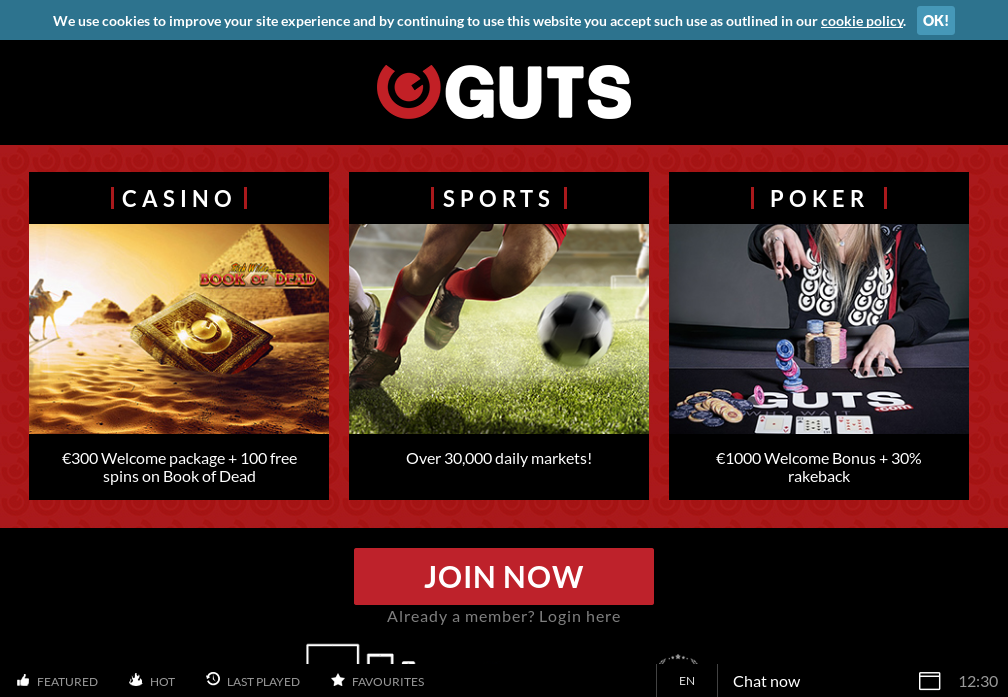 We use cookies to improve your site experience and by continuing to use this website you accept such use as outlined in our cookie policy. OK!
GUTS
CASINO
SPORTS
POKER
BOOK OF DEAD
GUTS
.com
€300 Welcome package + 100 free
spins on Book of Dead
Over 30,000 daily markets!
€1000 Welcome Bonus + 30%
rakeback
JOIN NOW
Already a member? Login here
FEATURED
HOT
LAST PLAYED
FAVOURITES
EN
Chat now
12:30